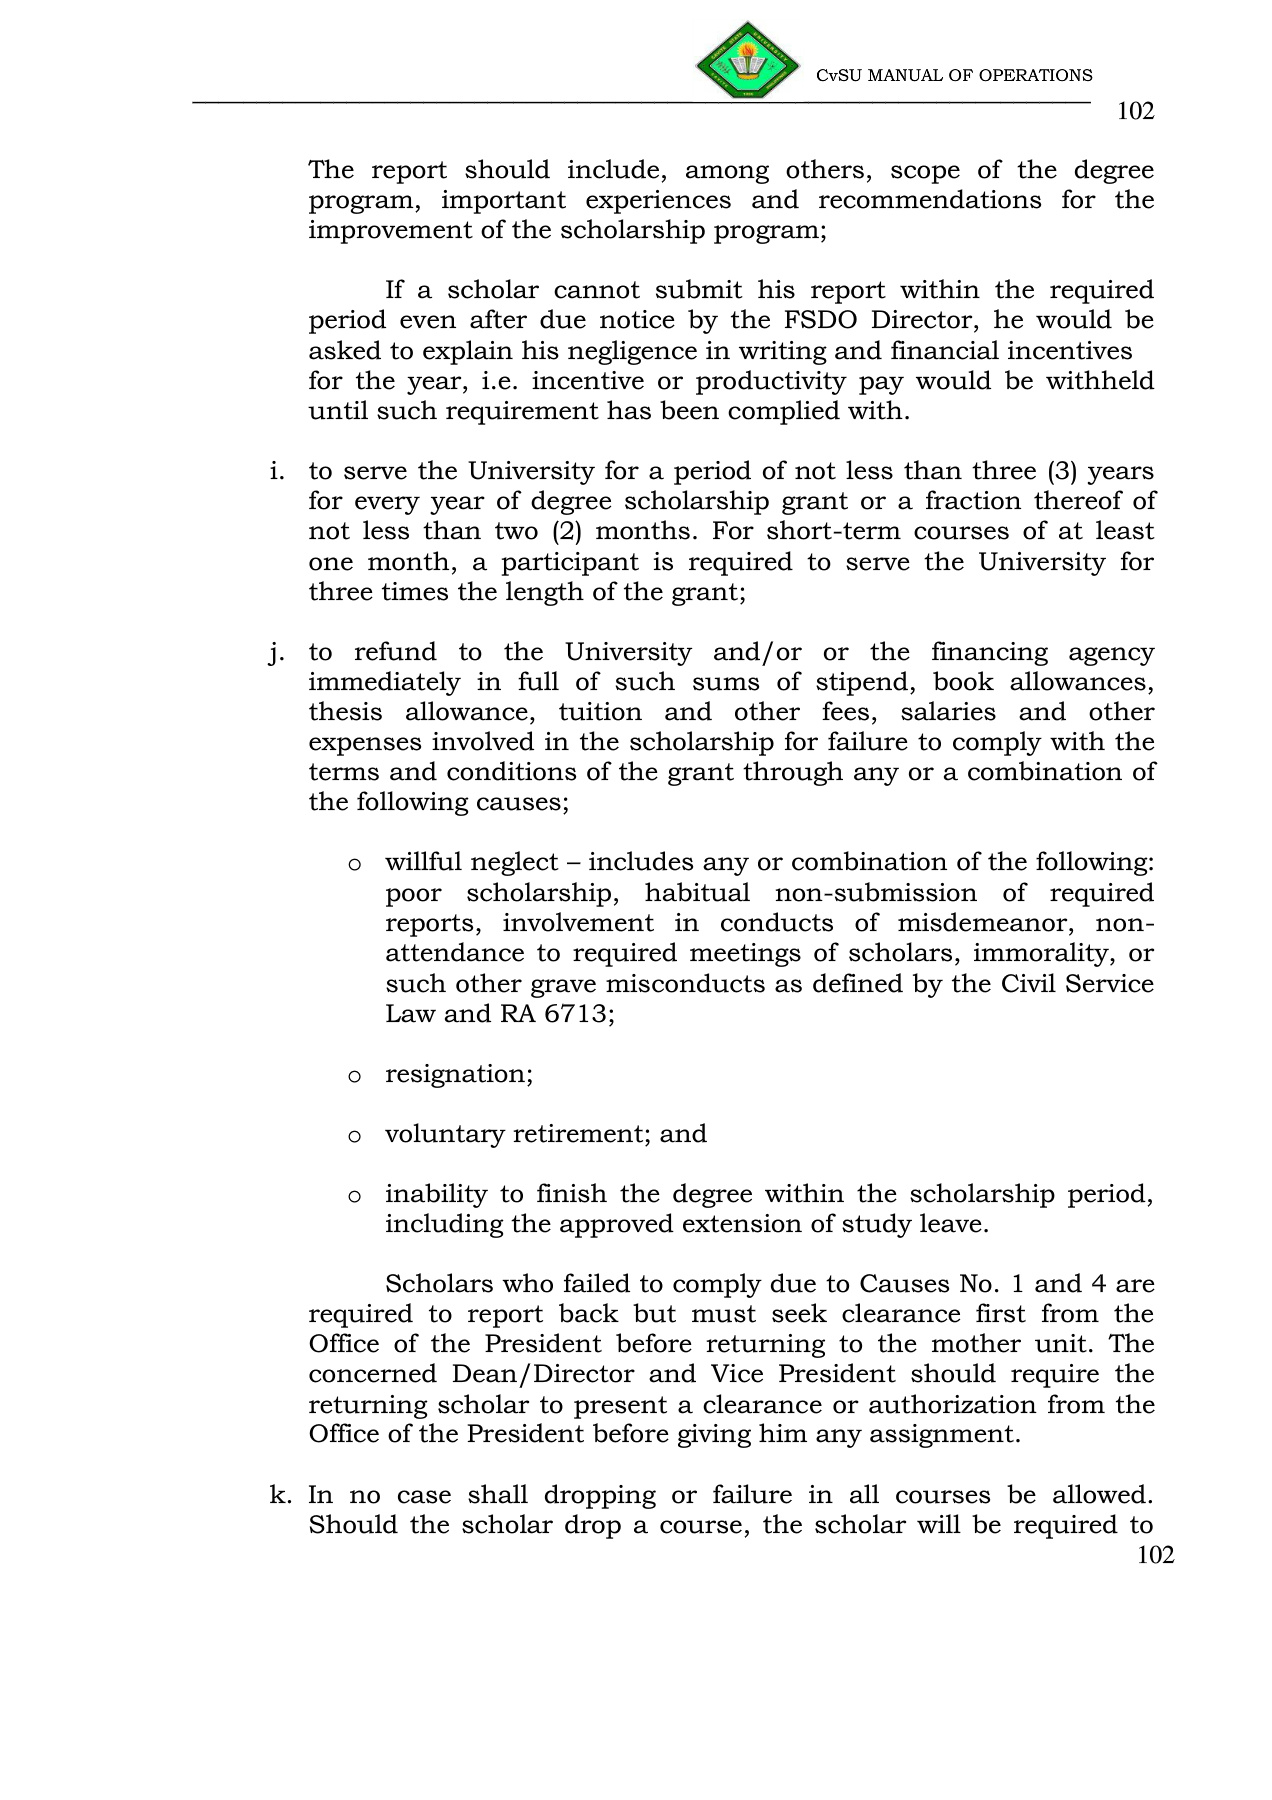 CvSU MANUAL OF OPERATIONS
102
The report should include, among others, scope of the degree
program, important experiences and recommendations for the
improvement of the scholarship program;
If a scholar cannot submit his report within the required
period even after due notice by the FSDO Director, he would be
asked to explain his negligence in writing and financial incentives
for the year, i.e. incentive or productivity pay would be withheld
until such requirement has been complied with.
i. to serve the University for a period of not less than three (3) years
for every year of degree scholarship grant or a fraction thereof of
not less than two (2) months. For short-term courses of at least
one month, a participant is required to serve the University for
three times the length of the grant;
j. to refund to the University and/or or the financing agency
immediately in full of such sums of stipend, book allowances,
thesis allowance, tuition and other fees, salaries and other
expenses involved in the scholarship for failure to comply with the
terms and conditions of the grant through any or a combination of
the following causes;
o willful neglect – includes any or combination of the following:
poor scholarship, habitual non-submission of required
reports, involvement in conducts of misdemeanor, non-
attendance to required meetings of scholars, immorality, or
such other grave misconducts as defined by the Civil Service
Law and RA 6713;
o resignation;
o voluntary retirement; and
o inability to finish the degree within the scholarship period,
including the approved extension of study leave.
Scholars who failed to comply due to Causes No. 1 and 4 are
required to report back but must seek clearance first from the
Office of the President before returning to the mother unit. The
concerned Dean/Director and Vice President should require the
returning scholar to present a clearance or authorization from the
Office of the President before giving him any assignment.
k. In no case shall dropping or failure in all courses be allowed.
Should the scholar drop a course, the scholar will be required to
102